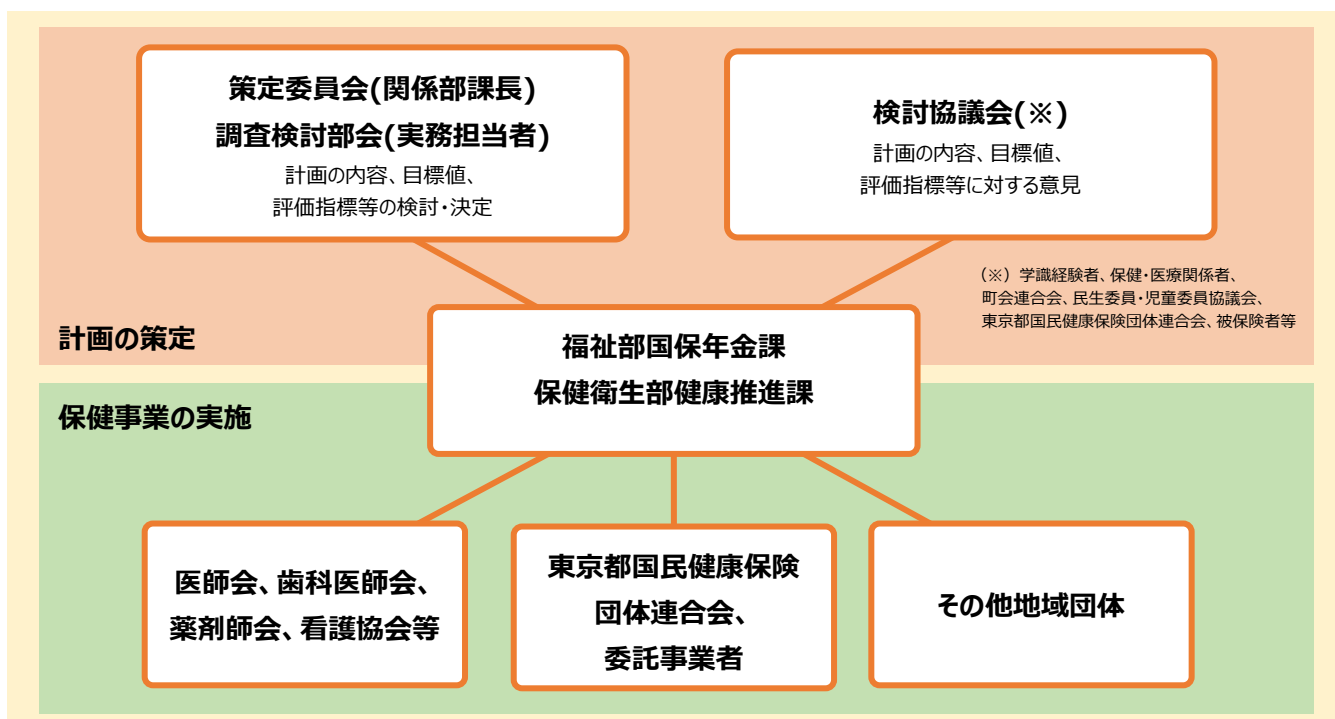 策定委員会(関係部課長)
調査検討部会(実務担当者)
計画の内容、目標値、
評価指標等の検討・決定
検討協議会(※)
計画の内容、目標値、
評価指標等に対する意見
(※) 学識経験者、保健・医療関係者、
町会連合会、民生委員・児童委員協議会、
東京都国民健康保険団体連合会、被保険者等
計画の策定
福祉部国保年金課
保健衛生部健康推進課
保健事業の実施
医師会、歯科医師会、
薬剤師会、看護協会等
東京都国民健康保険
団体連合会、
委託事業者
その他地域団体